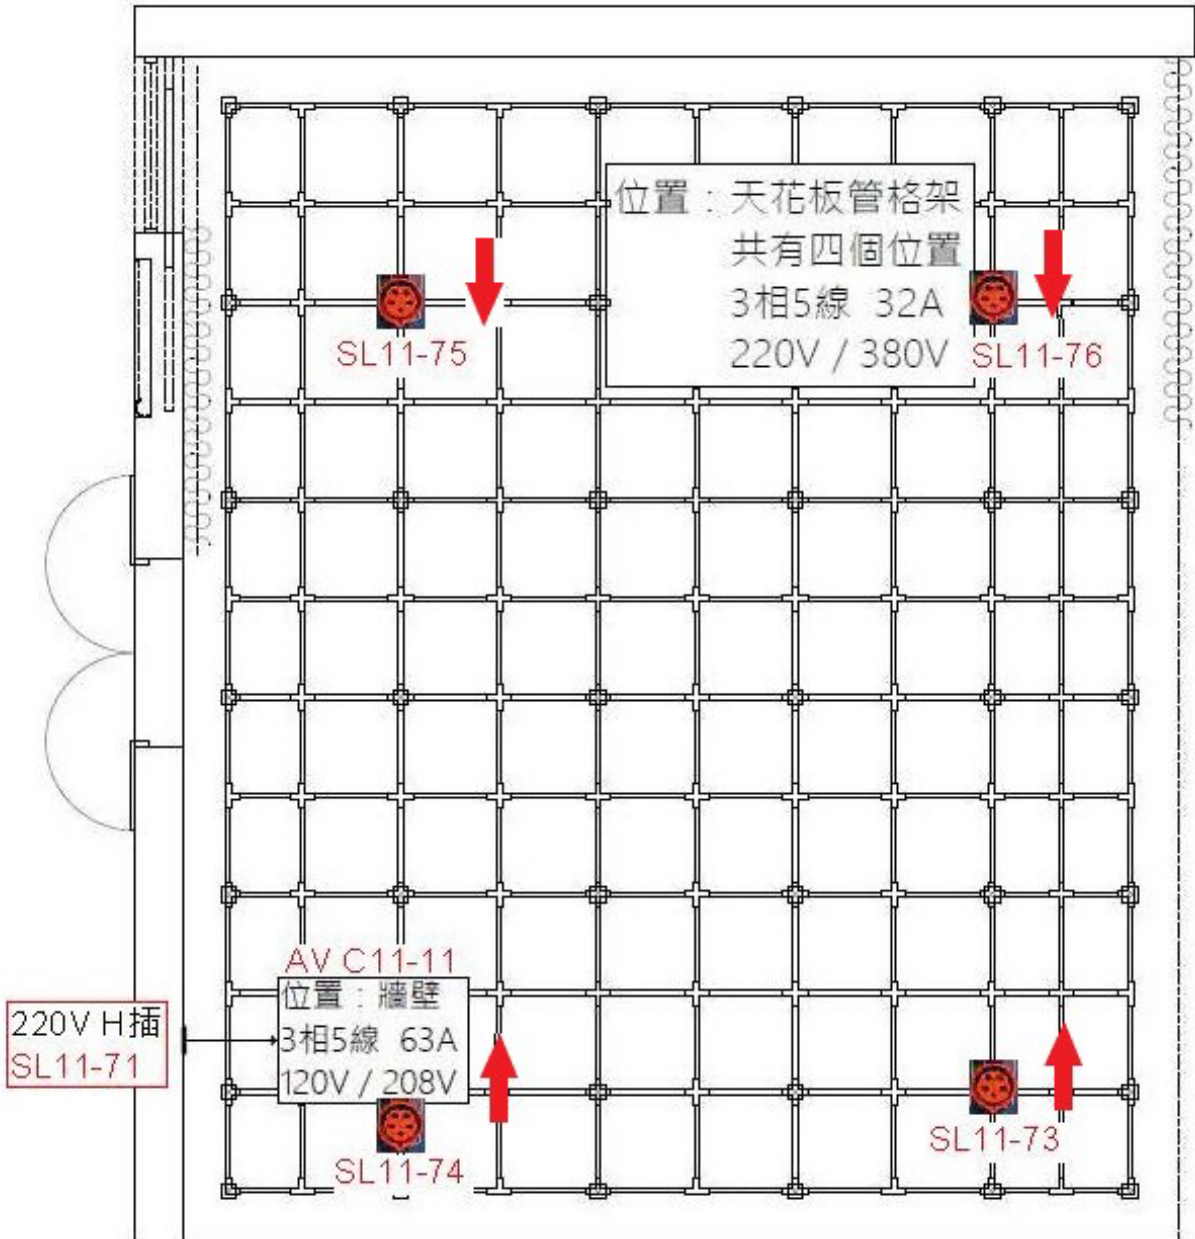 位置：天花板管格架
共有四個位置
3相5線 32A
220V / 380V
SL11-75
SL11-76
AV C11-11
位置：牆壁
3相5線 63A
120V / 208V
220V H插
SL11-71
SL11-74
SL11-73